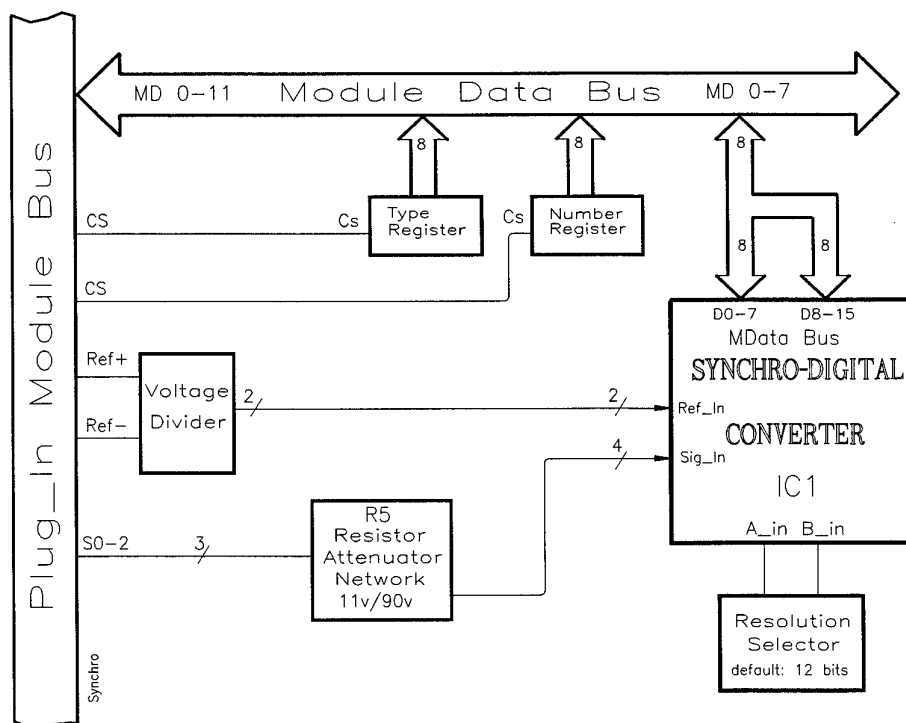 Plug_In Module Bus
MD 0-11 Module Data Bus MD 0-7
8
8
8
CS
Cs
Type
Register
Cs
Number
Register
8
8
CS
D0-7
D8-15
MData Bus
SYNCHRO-DIGITAL
CONVERTER
IC1
Ref_In
Sig_In
A_in B_in
Ref+
Ref-
Voltage
Divider
2
2
4
S0-2
3
R5
Resistor
Attenuator
Network
11v/90v
Resolution
Selector
default: 12 bits
Synchro